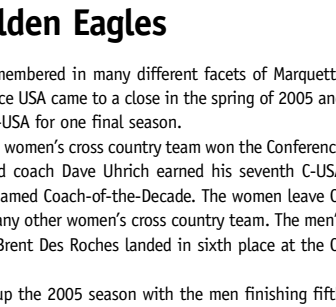 lden Eagles
membered in many different facets of Marquett
ce USA came to a close in the spring of 2005 an
-USA for one final season.
women's cross country team won the Conferenc
d coach Dave Uhrich earned his seventh C-USA
amed Coach-of-the-Decade. The women leave C
any other women's cross country team. The men'
Brent Des Roches landed in sixth place at the C
up the 2005 season with the men finishing fift